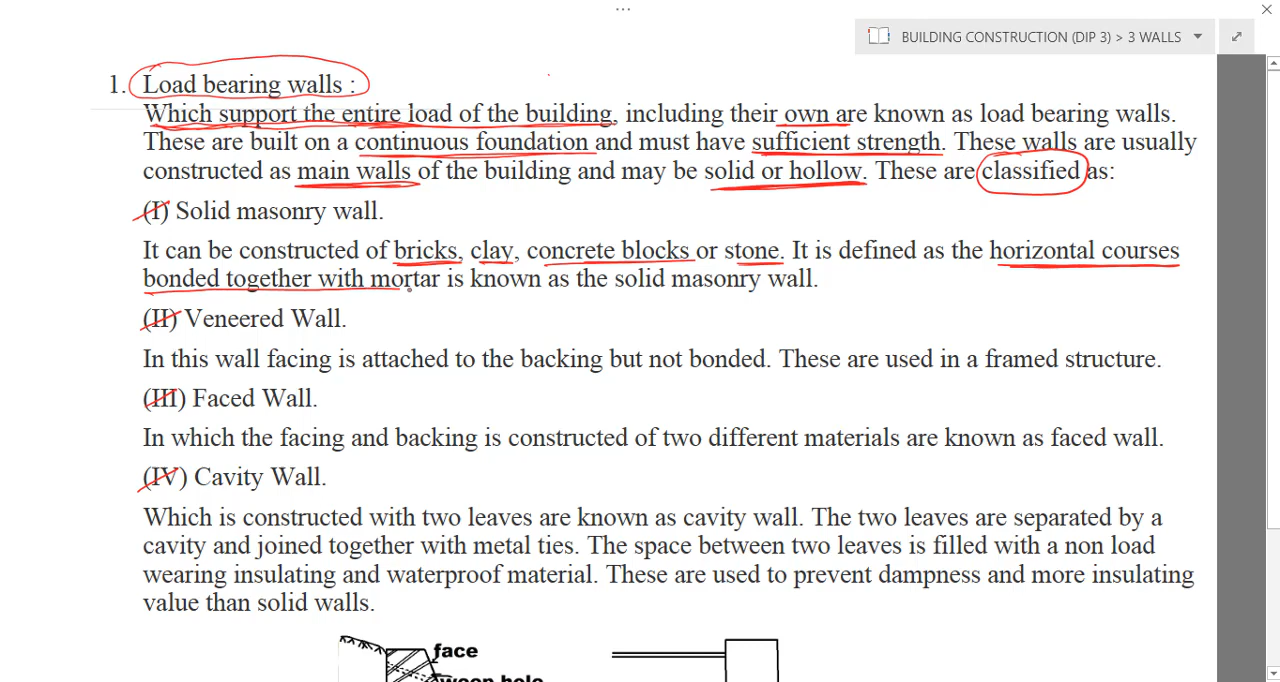 ...
BUILDING CONSTRUCTION (DIP 3) > 3 WALLS
1. Load bearing walls :
Which support the entire load of the building, including their own are known as load bearing walls.
These are built on a continuous foundation and must have sufficient strength. These walls are usually
constructed as main walls of the building and may be solid or hollow. These are classified as:
(I) Solid masonry wall.
It can be constructed of bricks, clay, concrete blocks or stone. It is defined as the horizontal courses
bonded together with mortar is known as the solid masonry wall.
(II) Veneered Wall.
In this wall facing is attached to the backing but not bonded. These are used in a framed structure.
(III) Faced Wall.
In which the facing and backing is constructed of two different materials are known as faced wall.
(IV) Cavity Wall.
Which is constructed with two leaves are known as cavity wall. The two leaves are separated by a
cavity and joined together with metal ties. The space between two leaves is filled with a non load
wearing insulating and waterproof material. These are used to prevent dampness and more insulating
value than solid walls.
face
weep hole